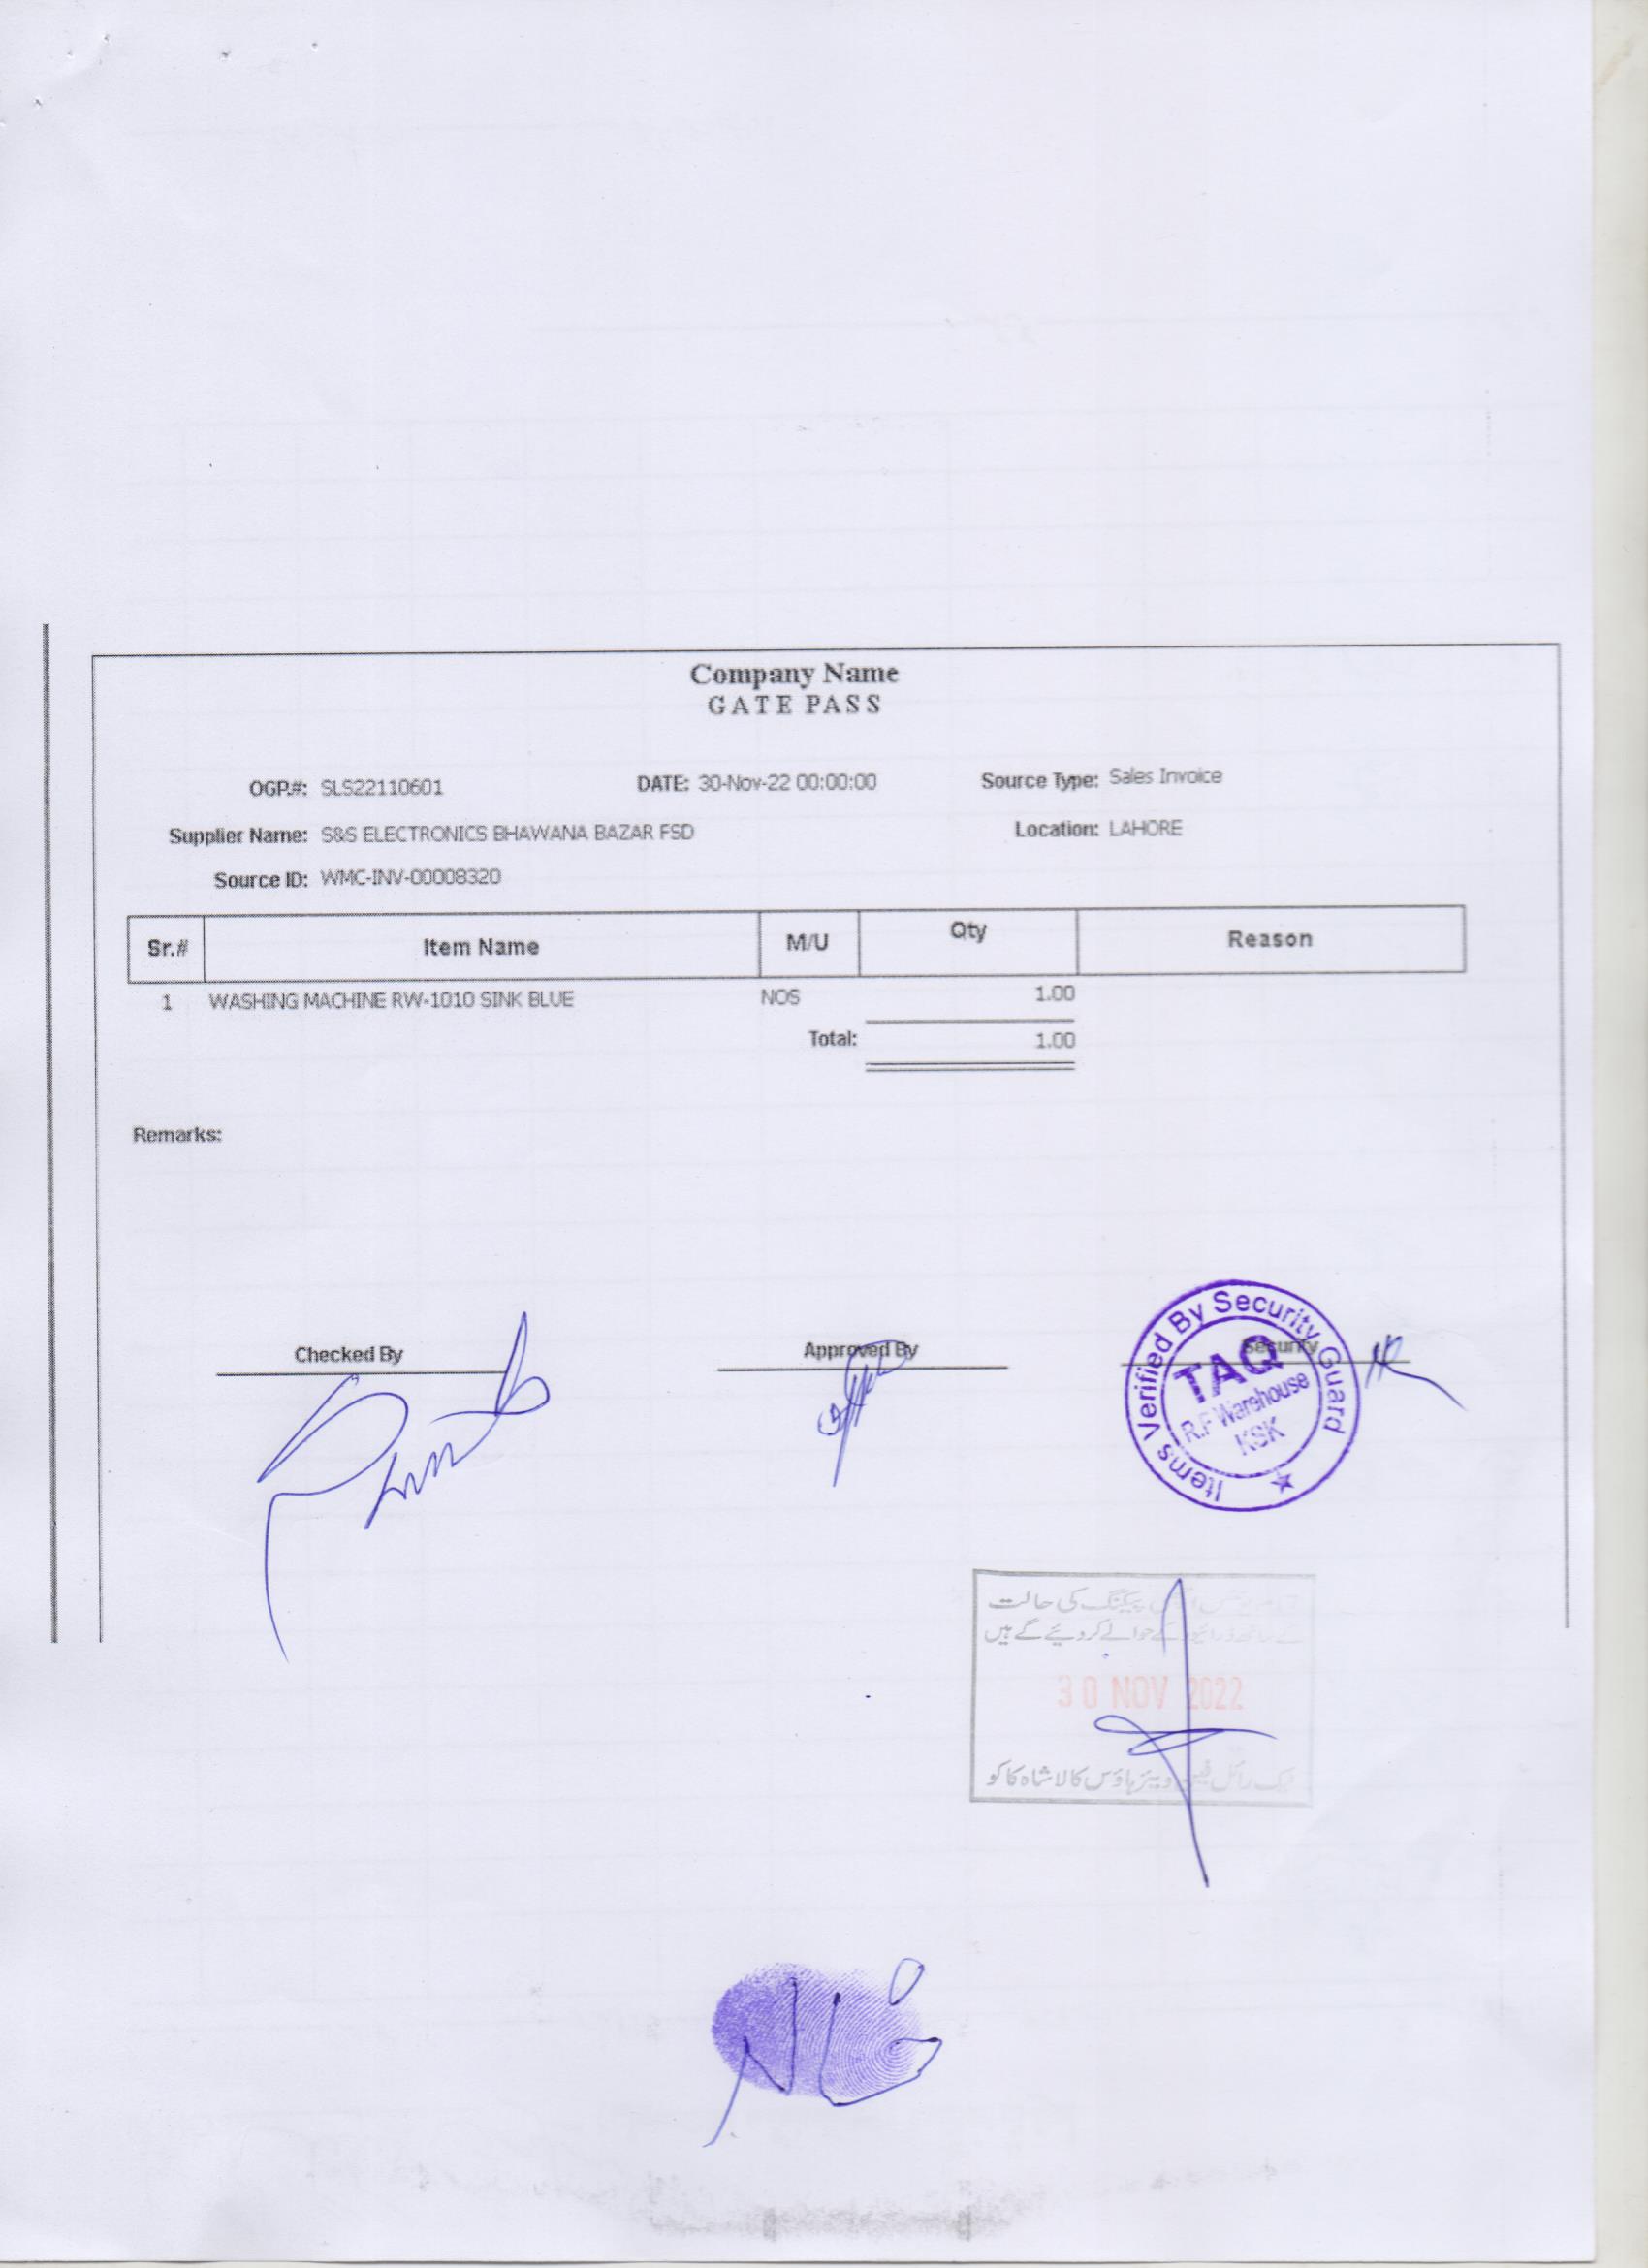 Company Name
GATE PASS
OGP.#: SLS22110601 DATE: 30-Nov-22 00:00:00 Source Type: Sales Invoice
Supplier Name: S&S ELECTRONICS BHAWANA BAZAR FSD Location: LAHORE
Source ID: WMC-INV-00008320
Sr.# Item Name M/U Qty Reason
1 WASHING MACHINE RW-1010 SINK BLUE NOS 1.00
Total: 1.00
Remarks:
Checked By Approved By Security
Items Verified By Security Guard
TAQ
R.F Warehouse
KSK
پیکنگ کی حالت
کے ساتھ ڈرائیور کے حوالے کر دیئے گے ہیں
30 NOV 2022
ویئر ہاؤس کالا شاہ کاکو